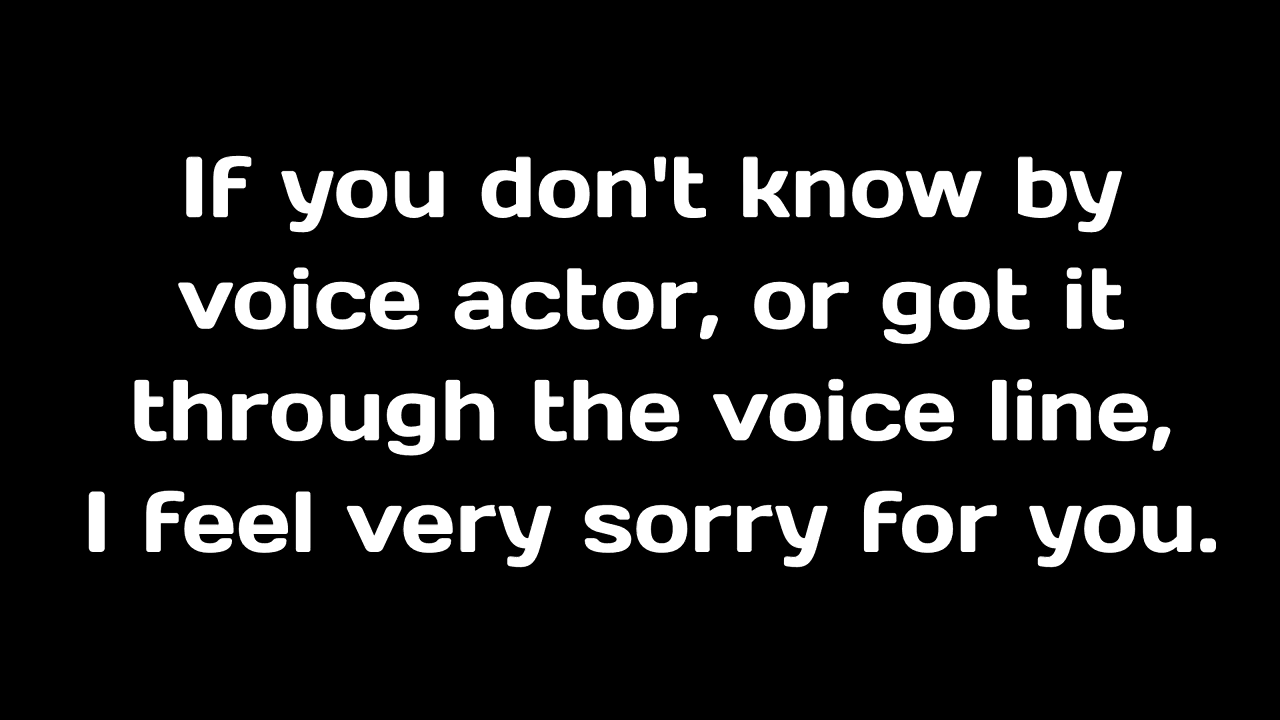 If you don't know by
voice actor, or got it
through the voice line,
I feel very sorry for you.